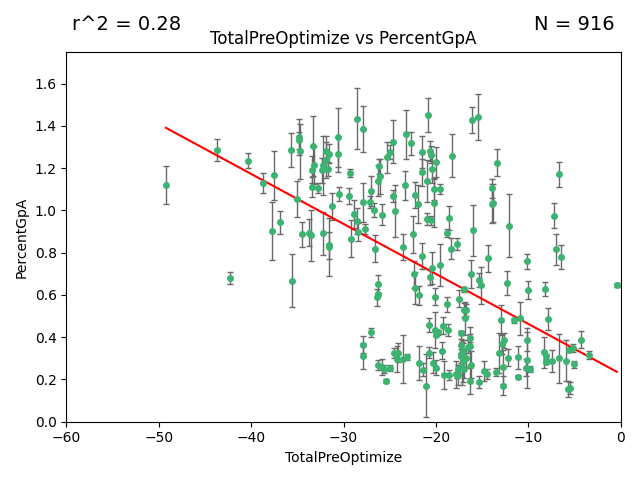 r^2 = 0.28
N = 916
TotalPreOptimize vs PercentGpA
PercentGpA
1.6
1.4
1.2
1.0
0.8
0.6
0.4
0.2
0.0
−60 −50 −40 −30 −20 −10 0
TotalPreOptimize